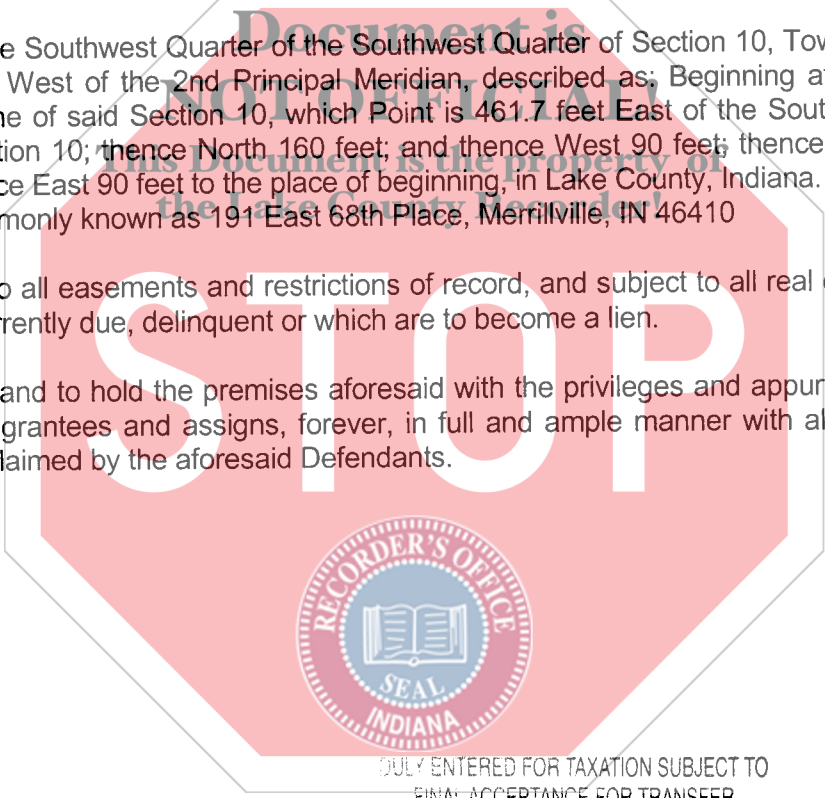 Document is
e Southwest Quarter of the Southwest Quarter of Section 10, Tow
West of the 2nd Principal Meridian, described as; Beginning a
NOT OFFICIAL!
ne of said Section 10, which Point is 461.7 feet East of the Sout
tion 10; thence North 160 feet; and thence West 90 feet; thence
This Document is the property of
ce East 90 feet to the place of beginning, in Lake County, Indiana.
the Lake County Recorder!
monly known as 191 East 68th Place, Merrillville, IN 46410
o all easements and restrictions of record, and subject to all real
rrently due, delinquent or which are to become a lien.
and to hold the premises aforesaid with the privileges and appur
grantees and assigns, forever, in full and ample manner with al
laimed by the aforesaid Defendants.
STOP
RECORDER'S OFFICE
SEAL
INDIANA
DULY ENTERED FOR TAXATION SUBJECT TO
FINAL ACCEPTANCE FOR TRANSFER